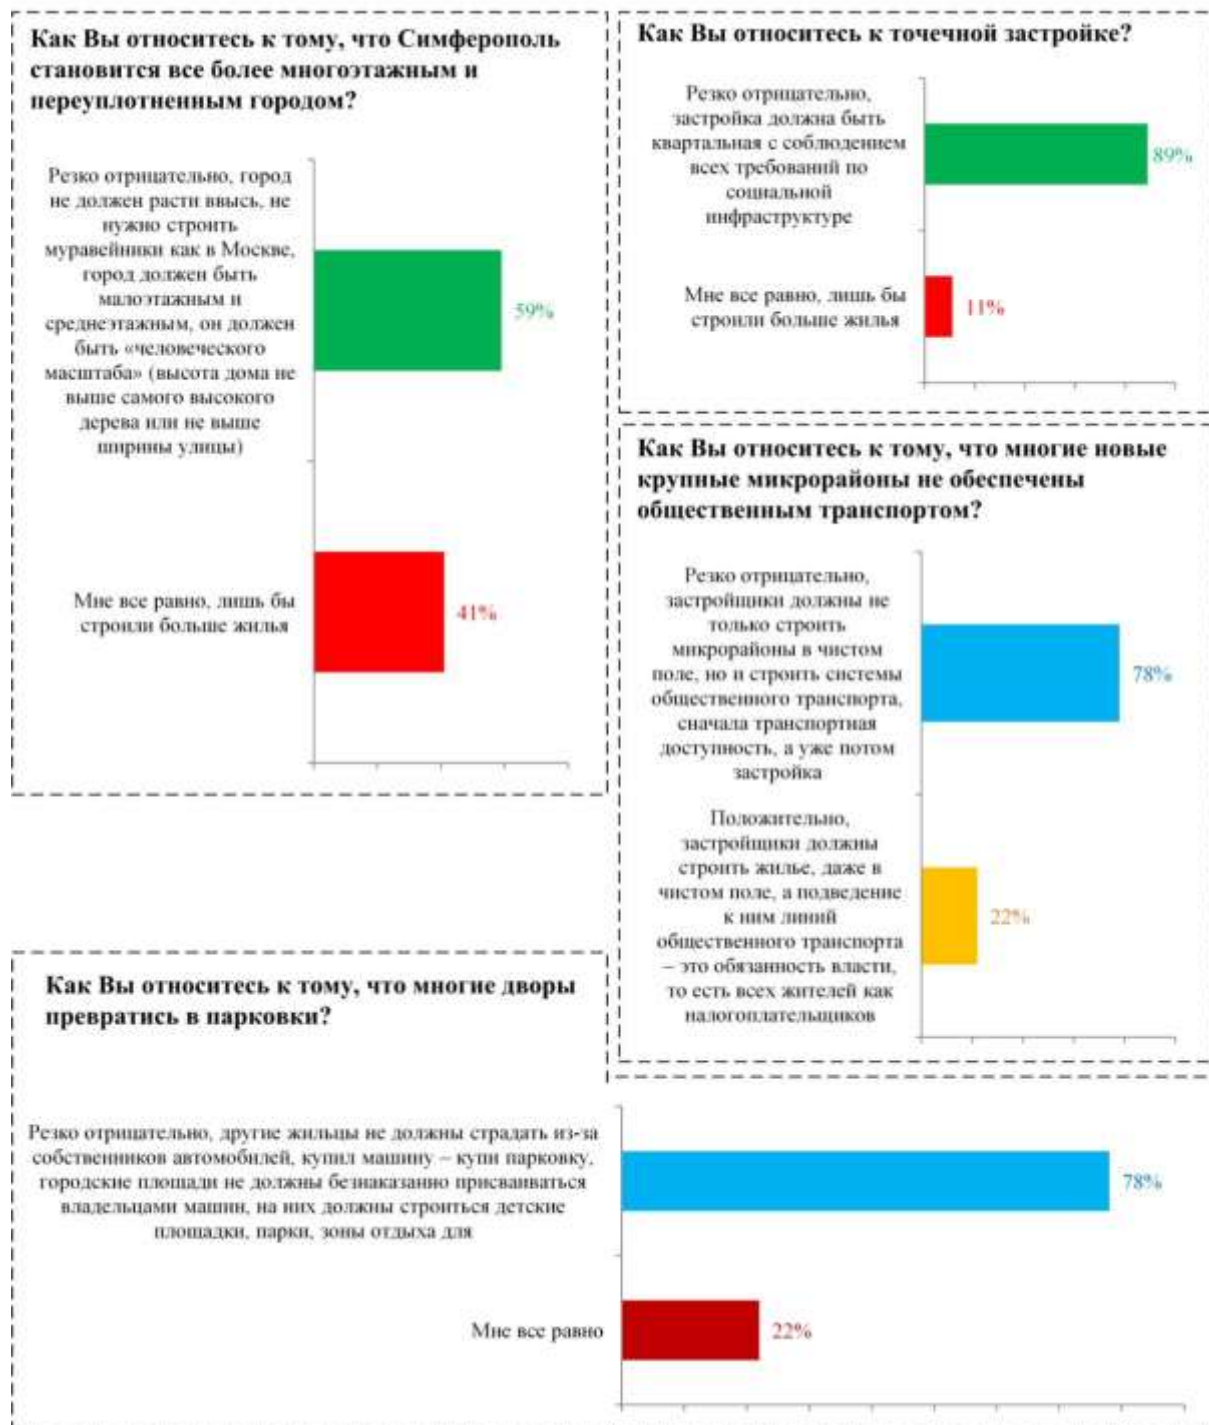 Как Вы относитесь к тому, что Симферополь
становится все более многоэтажным и
переуплотненным городом?
Резко отрицательно, город
не должен расти ввысь, не
нужно строить
муравейники как в Москве,
город должен быть
малоэтажным и
среднеэтажным, он должен
быть «человеческого
масштаба» (высота дома не
выше самого высокого
дерева или не выше
ширины улицы)
59%
Мне все равно, лишь бы
строили больше жилья
41%
Как Вы относитесь к точечной застройке?
Резко отрицательно,
застройка должна быть
квартальная с соблюдением
всех требований по
социальной
инфраструктуре
89%
Мне все равно, лишь бы
строили больше жилья
11%
Как Вы относитесь к тому, что многие новые
крупные микрорайоны не обеспечены
общественным транспортом?
Резко отрицательно,
застройщики должны не
только строить
микрорайоны в чистом
поле, но и строить системы
общественного транспорта,
сначала транспортная
доступность, а уже потом
застройка
78%
Положительно,
застройщики должны
строить жилье, даже в
чистом поле, а подведение
к ним линий
общественного транспорта
– это обязанность власти,
то есть всех жителей как
налогоплательщиков
22%
Как Вы относитесь к тому, что многие дворы
превратись в парковки?
Резко отрицательно, другие жильцы не должны страдать из-за
собственников автомобилей, купил машину – купи парковку,
городские площади не должны безнаказанно присваиваться
владельцами машин, на них должны строиться детские
площадки, парки, зоны отдыха для
78%
Мне все равно
22%